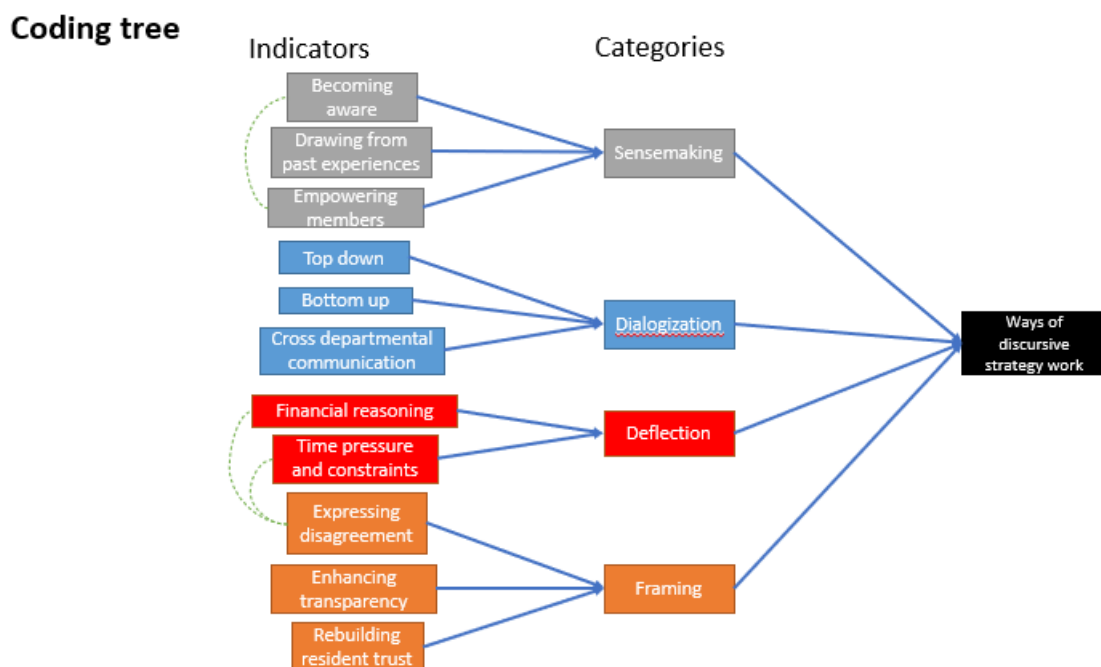 Coding tree
Indicators
Categories
Becoming
aware
Drawing from
past experiences
Empowering
members
Sensemaking
Top down
Bottom up
Cross departmental
communication
Dialogization
Ways of
discursive
strategy work
Financial reasoning
Time pressure
and constraints
Deflection
Expressing
disagreement
Enhancing
transparency
Rebuilding
resident trust
Framing